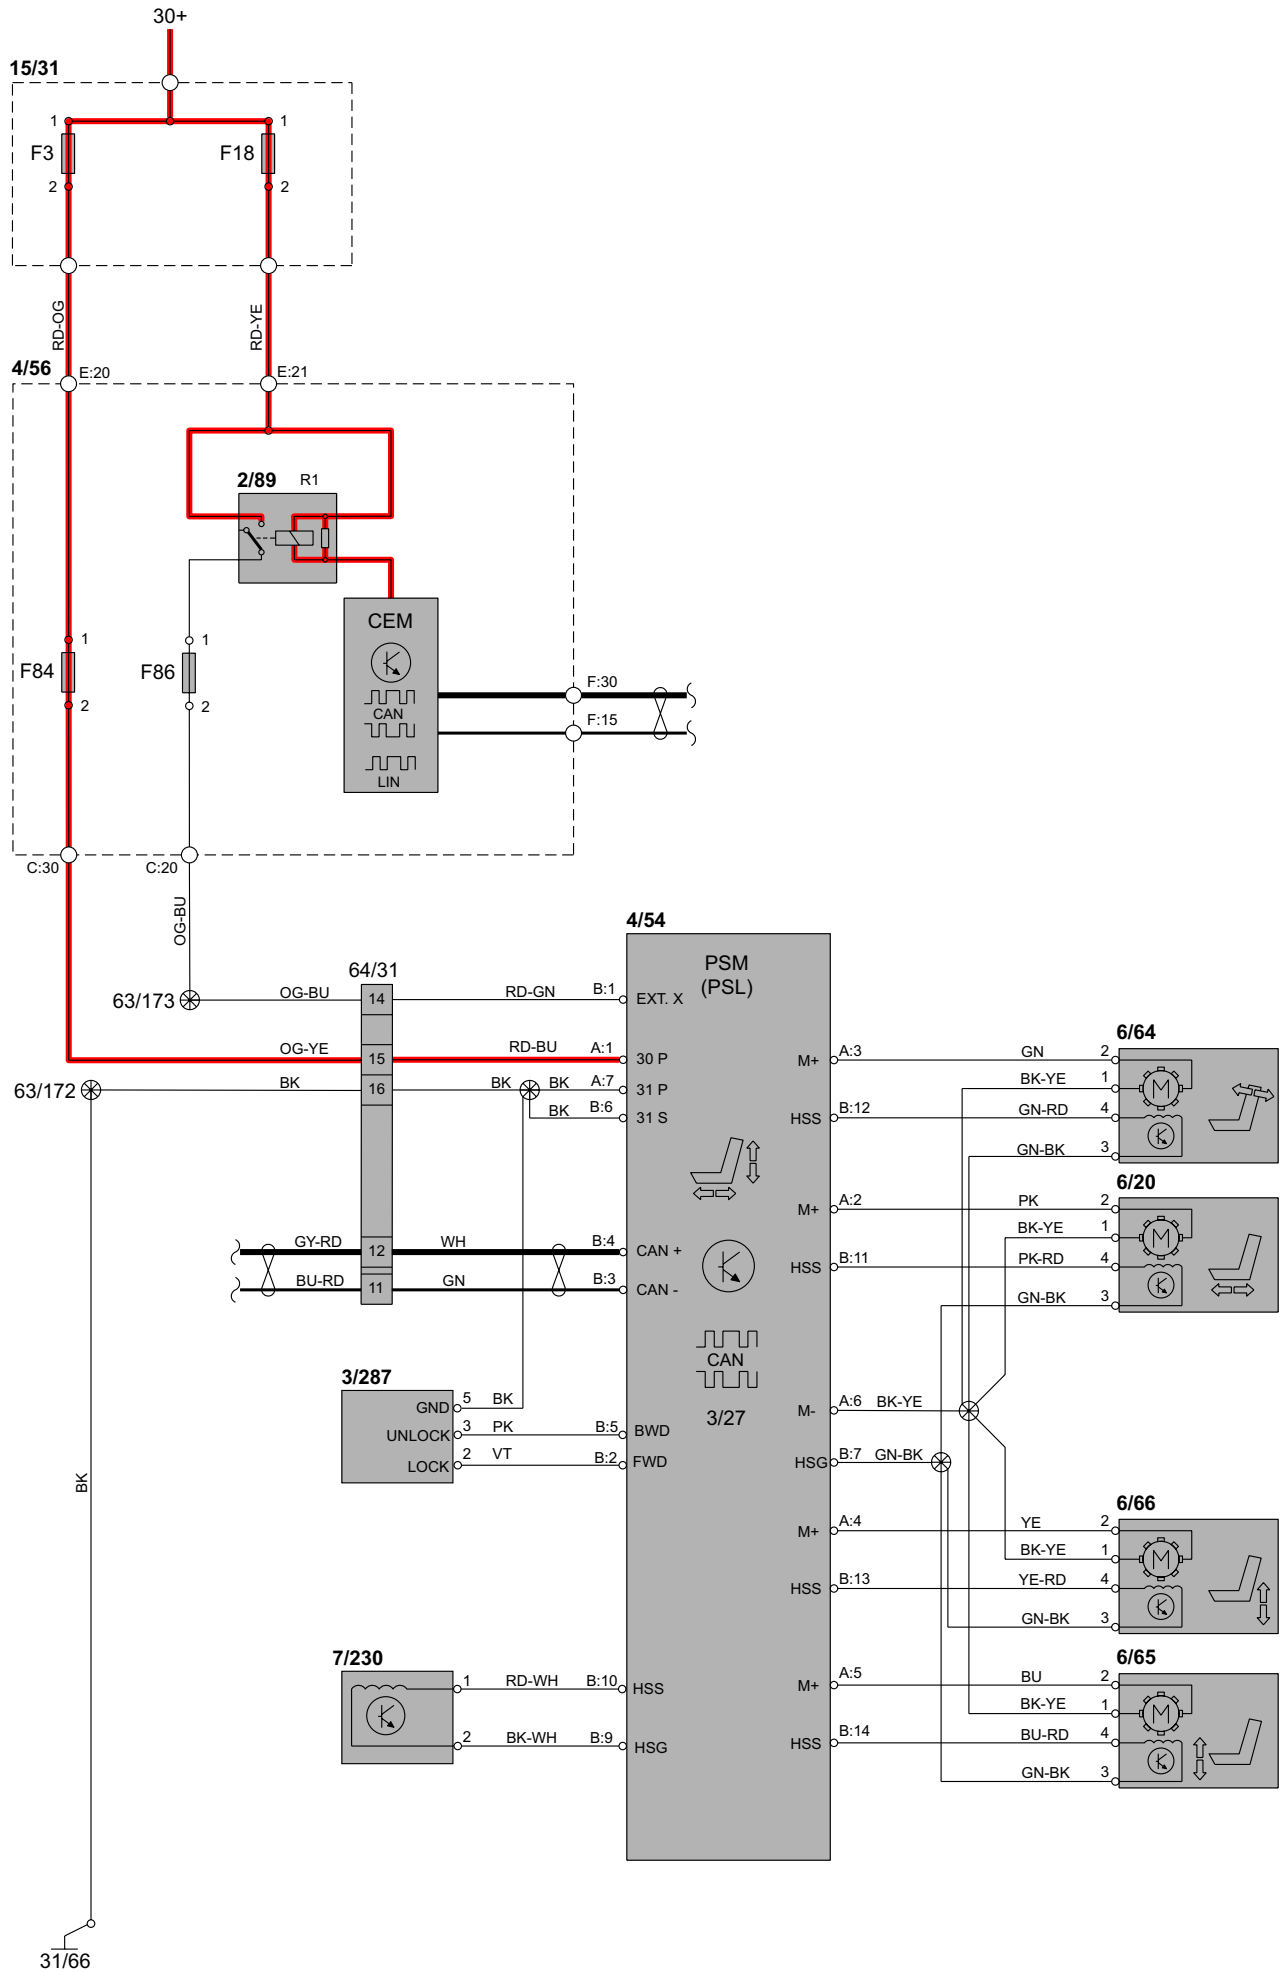 30+
15/31
1
1
F3
F18
2
2
RD-OG
RD-YE
4/56
E:20
E:21
2/89
R1
CEM
1
1
F84
F86
2
2
F:30
CAN
F:15
LIN
C:30
C:20
OG-BU
4/54
PSM
(PSL)
64/31
63/173
OG-BU
14
RD-GN
B:1
EXT. X
OG-YE
15
RD-BU
A:1
30 P
63/172
BK
16
BK
BK
A:7
31 P
BK
B:6
31 S
M+
A:3
GN
2
6/64
BK-YE
1
M
HSS
B:12
GN-RD
4
GN-BK
3
6/20
M+
A:2
PK
2
BK-YE
1
M
HSS
B:11
PK-RD
4
GN-BK
3
GY-RD
12
WH
B:4
CAN +
BU-RD
11
GN
B:3
CAN -
CAN
3/27
3/287
GND
5
BK
UNLOCK
3
PK
B:5
BWD
LOCK
2
VT
B:2
FWD
M-
A:6
BK-YE
HSG
B:7
GN-BK
BK
6/66
M+
A:4
YE
2
BK-YE
1
M
HSS
B:13
YE-RD
4
GN-BK
3
7/230
1
RD-WH
B:10
HSS
2
BK-WH
B:9
HSG
6/65
M+
A:5
BU
2
BK-YE
1
M
HSS
B:14
BU-RD
4
GN-BK
3
31/66